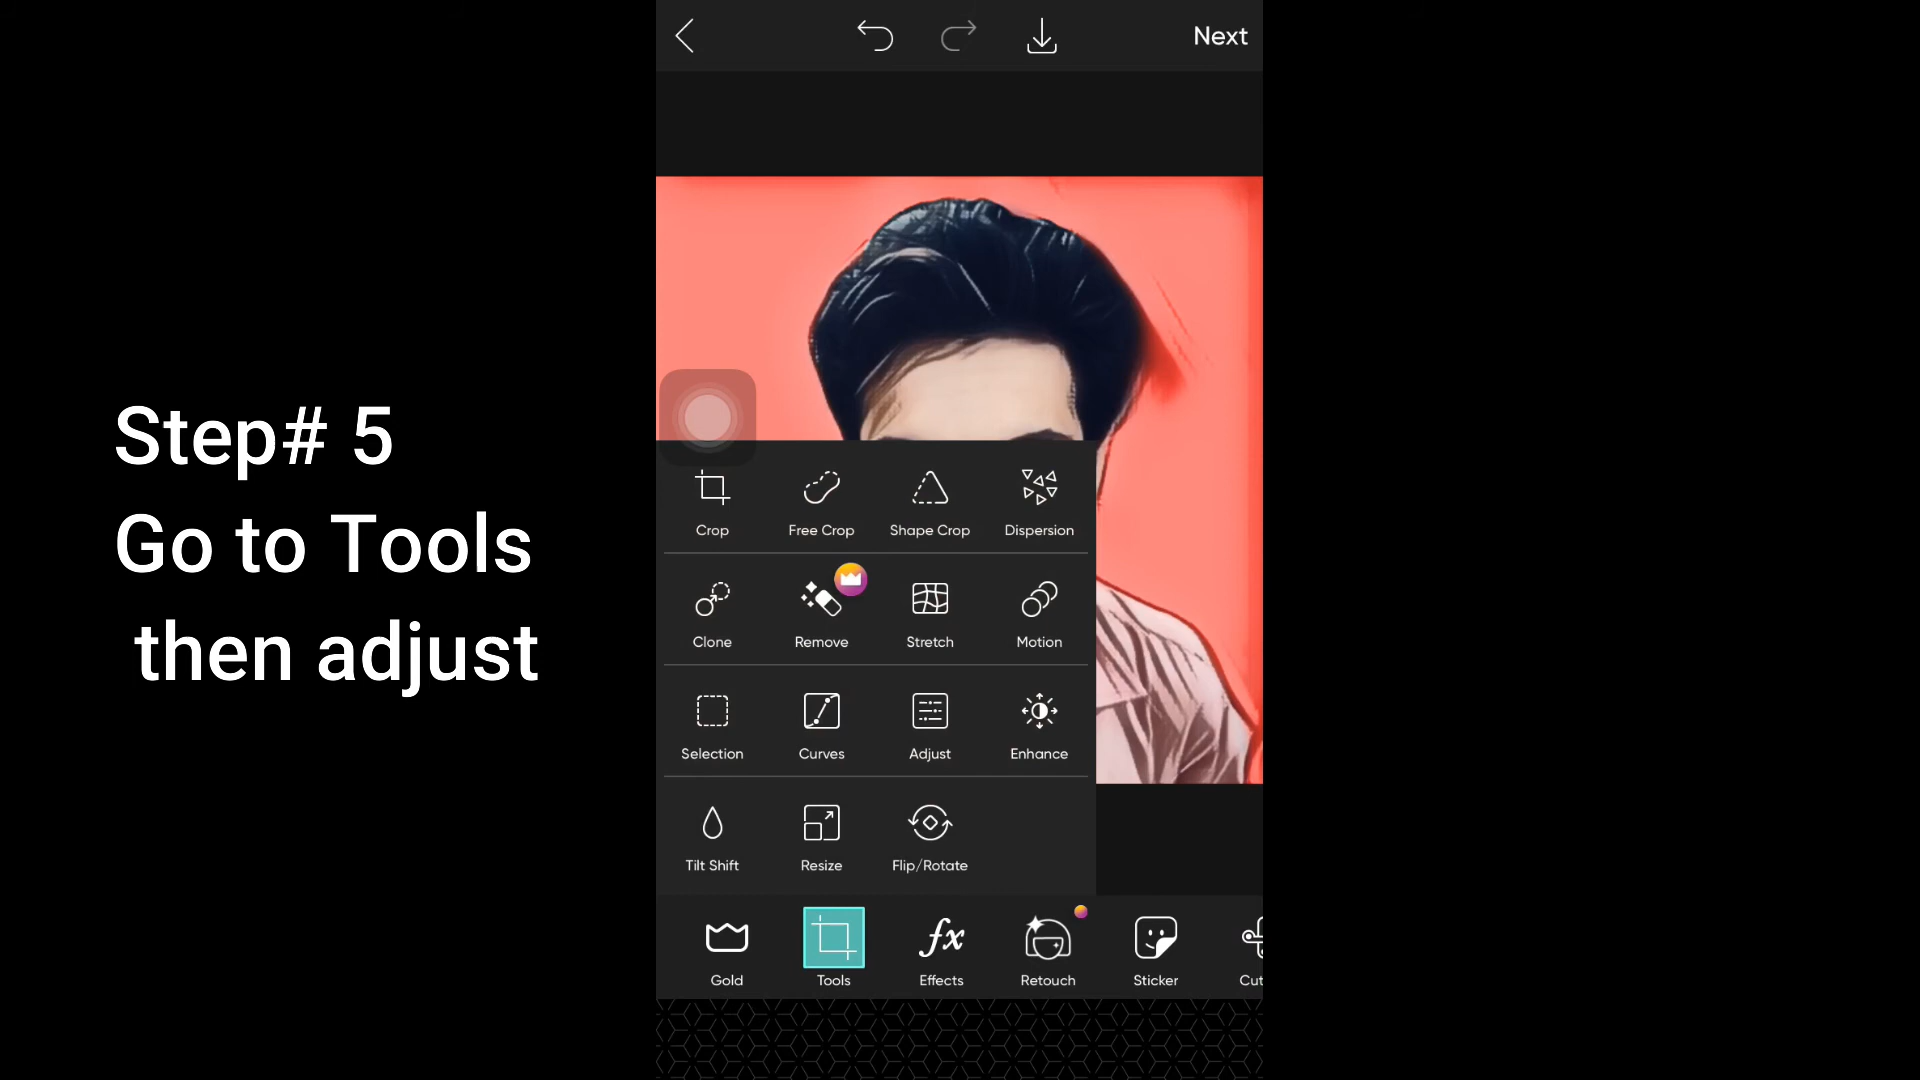 Next
Step# 5
Go to Tools
then adjust
Crop Free Crop Shape Crop Dispersion
Clone Remove Stretch Motion
Selection Curves Adjust Enhance
Tilt Shift Resize Flip/Rotate
Gold Tools fx Effects Retouch Sticker Cut